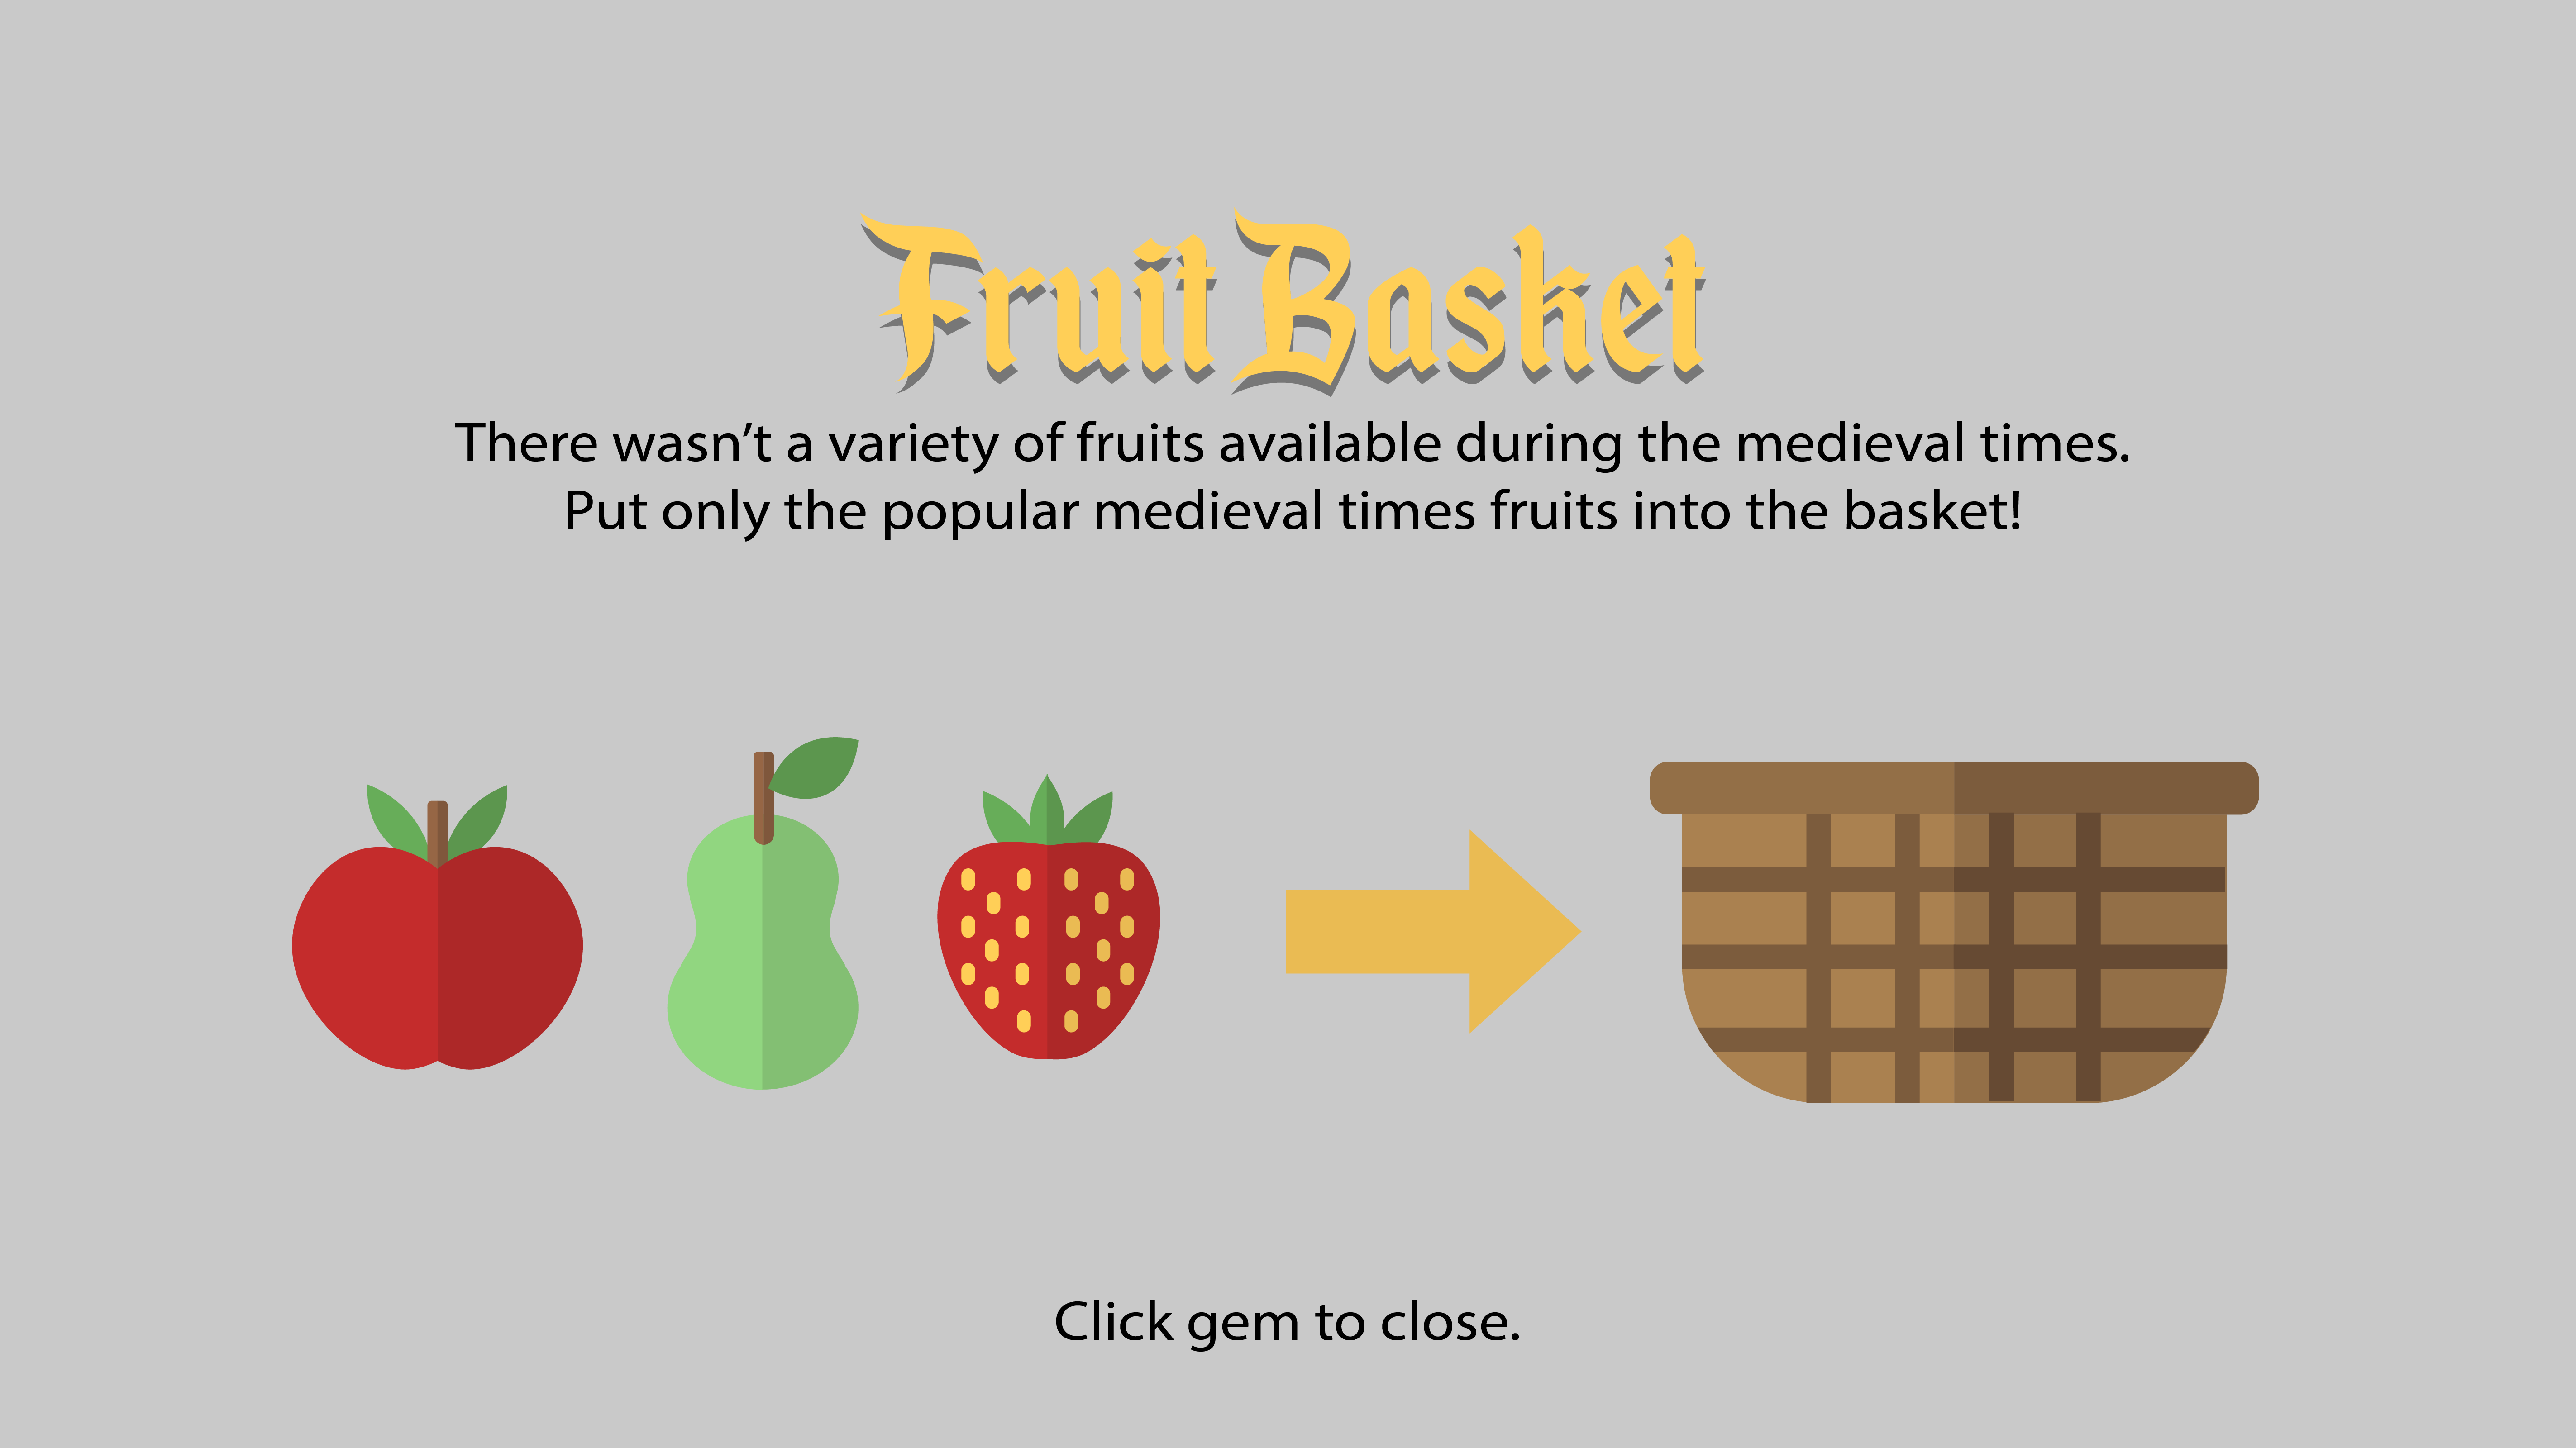 Fruit Basket
There wasn’t a variety of fruits available during the medieval times.
Put only the popular medieval times fruits into the basket!
Click gem to close.